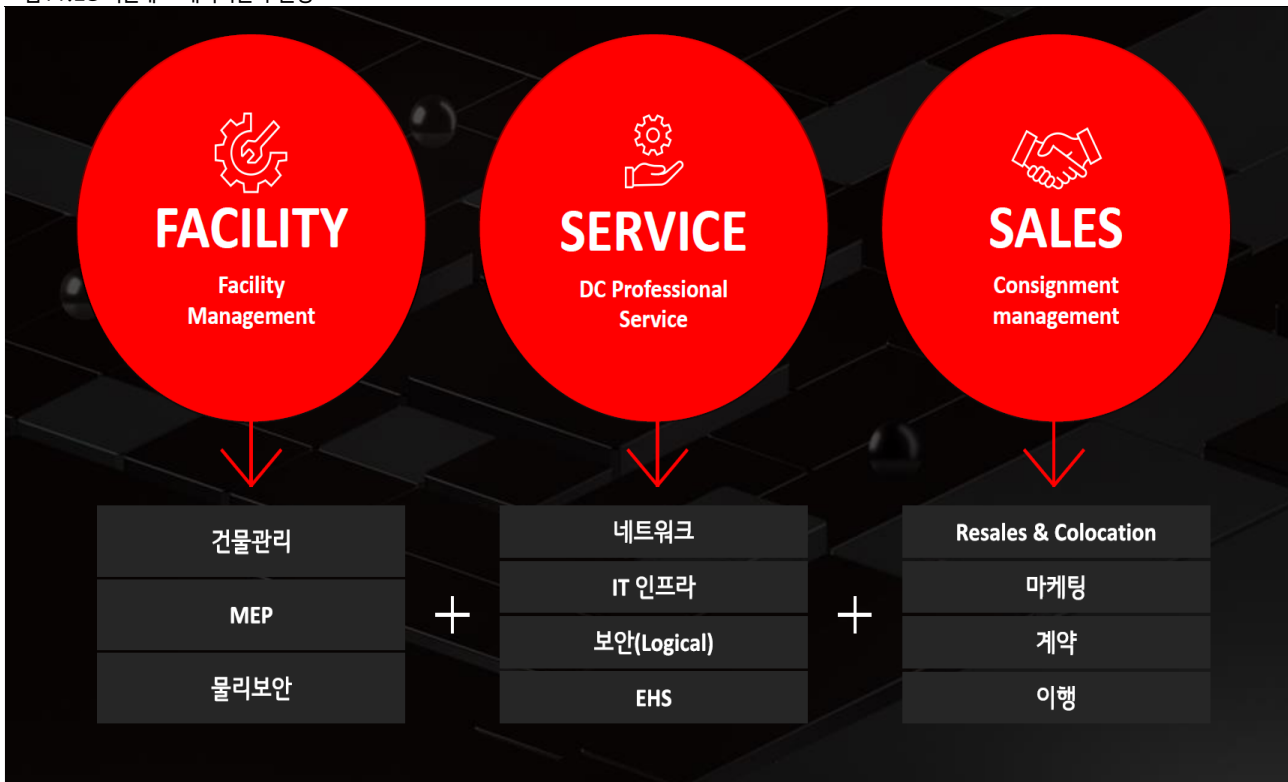 FACILITY
Facility
Management
SERVICE
DC Professional
Service
SALES
Consignment
management
건물관리
MEP
물리보안
+
네트워크
IT 인프라
보안(Logical)
EHS
+
Resales & Colocation
마케팅
계약
이행